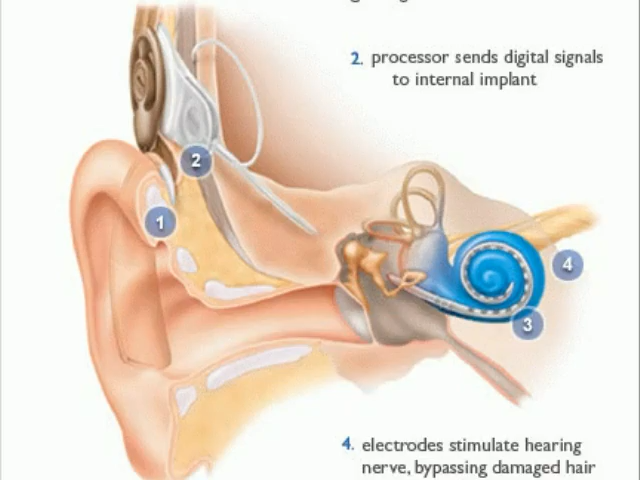 2. processor sends digital signals
to internal implant
2
1
4
3
4. electrodes stimulate hearing
nerve, bypassing damaged hair